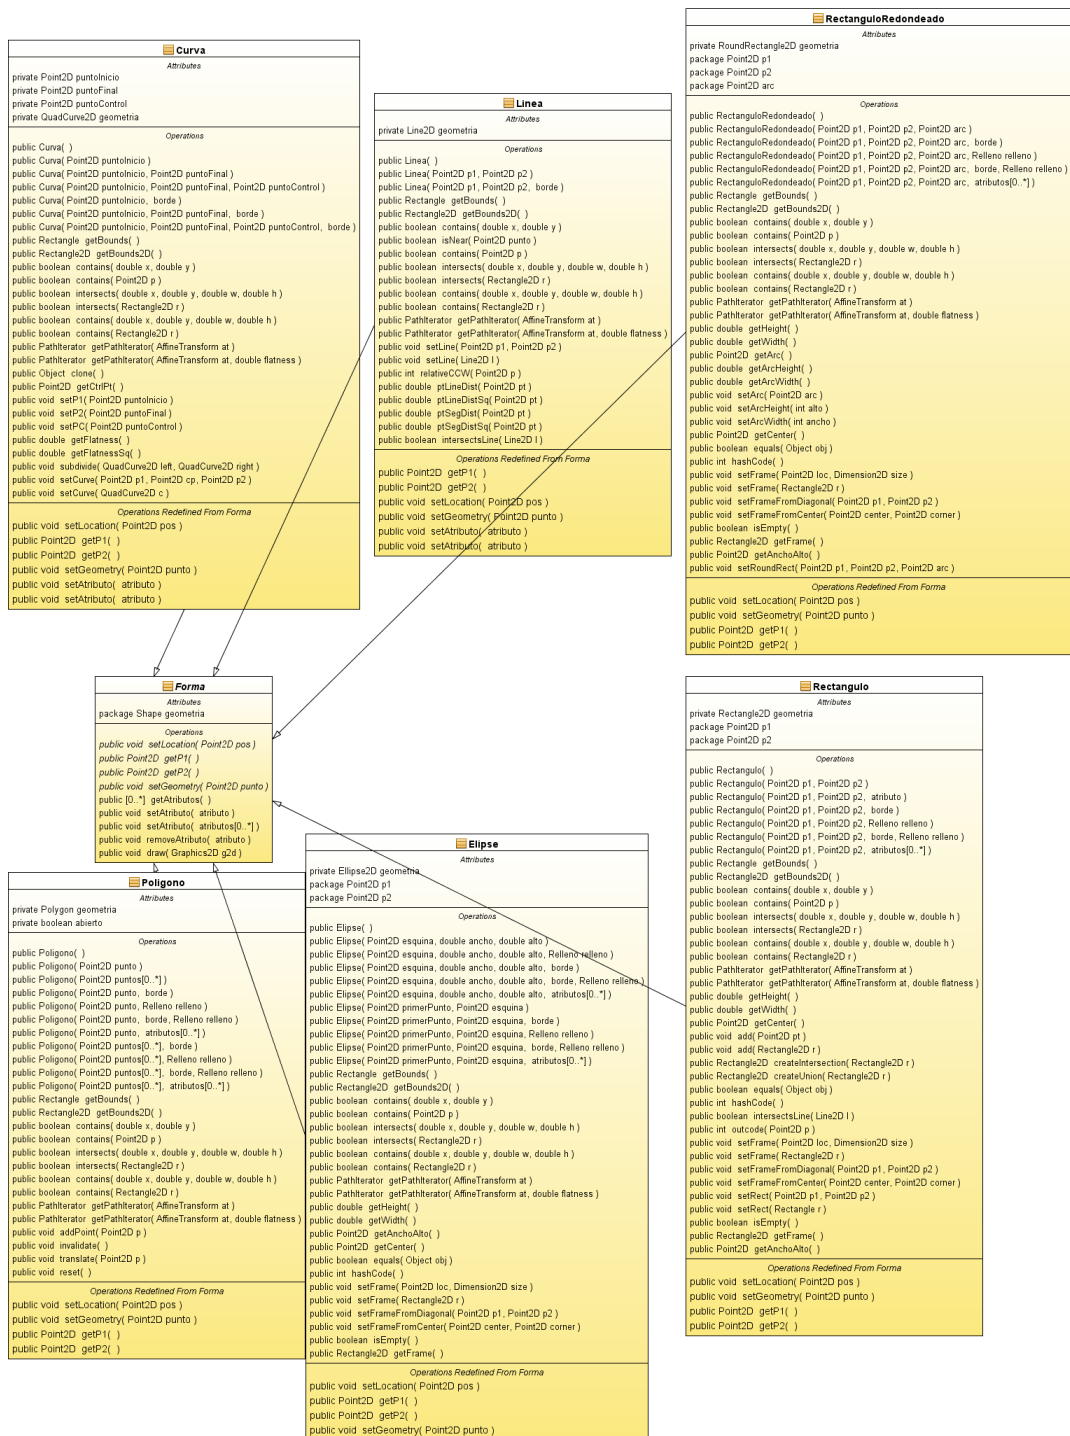 Curva
Attributes
private Point2D puntoInicio
private Point2D puntoFinal
private Point2D puntoControl
private QuadCurve2D geometria
Operations
public Curva( )
public Curva( Point2D puntoInicio )
public Curva( Point2D puntoInicio, Point2D puntoFinal )
public Curva( Point2D puntoInicio, Point2D puntoFinal, Point2D puntoControl )
public Curva( Point2D puntoInicio, borde )
public Curva( Point2D puntoInicio, Point2D puntoFinal, borde )
public Curva( Point2D puntoInicio, Point2D puntoFinal, Point2D puntoControl, borde )
public Rectangle getBounds( )
public Rectangle2D getBounds2D( )
public boolean contains( double x, double y )
public boolean contains( Point2D p )
public boolean intersects( double x, double y, double w, double h )
public boolean intersects( Rectangle2D r )
public boolean contains( double x, double y, double w, double h )
public boolean contains( Rectangle2D r )
public PathIterator getPathIterator( AffineTransform at )
public PathIterator getPathIterator( AffineTransform at, double flatness )
public Object clone( )
public Point2D getCtrlPt( )
public void setP1( Point2D puntoInicio )
public void setP2( Point2D puntoFinal )
public void setPC( Point2D puntoControl )
public double getFlatness( )
public double getFlatnessSq( )
public void subdivide( QuadCurve2D left, QuadCurve2D right )
public void setCurve( Point2D p1, Point2D cp, Point2D p2 )
public void setCurve( QuadCurve2D c )
Operations Redefined From Forma
public void setLocation( Point2D pos )
public Point2D getP1( )
public Point2D getP2( )
public void setGeometry( Point2D punto )
public void setAtributo( atributo )
public void setAtributo( atributo )
Linea
Attributes
private Line2D geometria
Operations
public Linea( )
public Linea( Point2D p1, Point2D p2 )
public Linea( Point2D p1, Point2D p2, borde )
public Rectangle getBounds( )
public Rectangle2D getBounds2D( )
public boolean contains( double x, double y )
public boolean isNear( Point2D punto )
public boolean contains( Point2D p )
public boolean intersects( double x, double y, double w, double h )
public boolean intersects( Rectangle2D r )
public boolean contains( double x, double y, double w, double h )
public boolean contains( Rectangle2D r )
public PathIterator getPathIterator( AffineTransform at )
public PathIterator getPathIterator( AffineTransform at, double flatness )
public void setLine( Point2D p1, Point2D p2 )
public void setLine( Line2D l )
public int relativeCCW( Point2D p )
public double ptLineDist( Point2D pt )
public double ptLineDistSq( Point2D pt )
public double ptSegDist( Point2D pt )
public double ptSegDistSq( Point2D pt )
public boolean intersectsLine( Line2D l )
Operations Redefined From Forma
public Point2D getP1( )
public Point2D getP2( )
public void setLocation( Point2D pos )
public void setGeometry( Point2D punto )
public void setAtributo( atributo )
public void setAtributo( atributo )
RectanguloRedondeado
Attributes
private RoundRectangle2D geometria
package Point2D p1
package Point2D p2
package Point2D arc
Operations
public RectanguloRedondeado( )
public RectanguloRedondeado( Point2D p1, Point2D p2, Point2D arc )
public RectanguloRedondeado( Point2D p1, Point2D p2, Point2D arc, borde )
public RectanguloRedondeado( Point2D p1, Point2D p2, Point2D arc, Relleno relleno )
public RectanguloRedondeado( Point2D p1, Point2D p2, Point2D arc, borde, Relleno relleno )
public RectanguloRedondeado( Point2D p1, Point2D p2, Point2D arc, atributos[0..*] )
public Rectangle getBounds( )
public Rectangle2D getBounds2D( )
public boolean contains( double x, double y )
public boolean contains( Point2D p )
public boolean intersects( double x, double y, double w, double h )
public boolean intersects( Rectangle2D r )
public boolean contains( double x, double y, double w, double h )
public boolean contains( Rectangle2D r )
public PathIterator getPathIterator( AffineTransform at )
public PathIterator getPathIterator( AffineTransform at, double flatness )
public double getHeight( )
public double getWidth( )
public Point2D getArc( )
public double getArcHeight( )
public double getArcWidth( )
public void setArc( Point2D arc )
public void setArcHeight( int alto )
public void setArcWidth( int ancho )
public Point2D getCenter( )
public boolean equals( Object obj )
public int hashCode( )
public void setFrame( Point2D loc, Dimension2D size )
public void setFrame( Rectangle2D r )
public void setFrameFromDiagonal( Point2D p1, Point2D p2 )
public void setFrameFromCenter( Point2D center, Point2D corner )
public boolean isEmpty( )
public Rectangle2D getFrame( )
public Point2D getAnchoAlto( )
public void setRoundRect( Point2D p1, Point2D p2, Point2D arc )
Operations Redefined From Forma
public void setLocation( Point2D pos )
public void setGeometry( Point2D punto )
public Point2D getP1( )
public Point2D getP2( )
Forma
Attributes
package Shape geometria
Operations
public void setLocation( Point2D pos )
public Point2D getP1( )
public Point2D getP2( )
public void setGeometry( Point2D punto )
public [0..*] getAtributos( )
public void setAtributo( atributo )
public void setAtributo( atributos[0..*] )
public void removeAtributo( atributo )
public void draw( Graphics2D g2d )
Poligono
Attributes
private Polygon geometria
private boolean abierto
Operations
public Poligono( )
public Poligono( Point2D punto )
public Poligono( Point2D puntos[0..*] )
public Poligono( Point2D punto, borde )
public Poligono( Point2D punto, Relleno relleno )
public Poligono( Point2D punto, borde, Relleno relleno )
public Poligono( Point2D punto, atributos[0..*] )
public Poligono( Point2D puntos[0..*], borde )
public Poligono( Point2D puntos[0..*], Relleno relleno )
public Poligono( Point2D puntos[0..*], borde, Relleno relleno )
public Poligono( Point2D puntos[0..*], atributos[0..*] )
public Rectangle getBounds( )
public Rectangle2D getBounds2D( )
public boolean contains( double x, double y )
public boolean contains( Point2D p )
public boolean intersects( double x, double y, double w, double h )
public boolean intersects( Rectangle2D r )
public boolean contains( double x, double y, double w, double h )
public boolean contains( Rectangle2D r )
public PathIterator getPathIterator( AffineTransform at )
public PathIterator getPathIterator( AffineTransform at, double flatness )
public void addPoint( Point2D p )
public void invalidate( )
public void translate( Point2D p )
public void reset( )
Operations Redefined From Forma
public void setLocation( Point2D pos )
public void setGeometry( Point2D punto )
public Point2D getP1( )
public Point2D getP2( )
Elipse
Attributes
private Ellipse2D geometria
package Point2D p1
package Point2D p2
Operations
public Elipse( )
public Elipse( Point2D esquina, double ancho, double alto )
public Elipse( Point2D esquina, double ancho, double alto, Relleno relleno )
public Elipse( Point2D esquina, double ancho, double alto, borde )
public Elipse( Point2D esquina, double ancho, double alto, borde, Relleno relleno )
public Elipse( Point2D esquina, double ancho, double alto, atributos[0..*] )
public Elipse( Point2D primerPunto, Point2D esquina )
public Elipse( Point2D primerPunto, Point2D esquina, borde )
public Elipse( Point2D primerPunto, Point2D esquina, Relleno relleno )
public Elipse( Point2D primerPunto, Point2D esquina, borde, Relleno relleno )
public Elipse( Point2D primerPunto, Point2D esquina, atributos[0..*] )
public Rectangle getBounds( )
public Rectangle2D getBounds2D( )
public boolean contains( double x, double y )
public boolean contains( Point2D p )
public boolean intersects( double x, double y, double w, double h )
public boolean intersects( Rectangle2D r )
public boolean contains( double x, double y, double w, double h )
public boolean contains( Rectangle2D r )
public PathIterator getPathIterator( AffineTransform at )
public PathIterator getPathIterator( AffineTransform at, double flatness )
public double getHeight( )
public double getWidth( )
public Point2D getAnchoAlto( )
public Point2D getCenter( )
public boolean equals( Object obj )
public int hashCode( )
public void setFrame( Point2D loc, Dimension2D size )
public void setFrame( Rectangle2D r )
public void setFrameFromDiagonal( Point2D p1, Point2D p2 )
public void setFrameFromCenter( Point2D center, Point2D corner )
public boolean isEmpty( )
public Rectangle2D getFrame( )
Operations Redefined From Forma
public void setLocation( Point2D pos )
public Point2D getP1( )
public Point2D getP2( )
public void setGeometry( Point2D punto )
Rectangulo
Attributes
private Rectangle2D geometria
package Point2D p1
package Point2D p2
Operations
public Rectangulo( )
public Rectangulo( Point2D p1, Point2D p2 )
public Rectangulo( Point2D p1, Point2D p2, atributo )
public Rectangulo( Point2D p1, Point2D p2, borde )
public Rectangulo( Point2D p1, Point2D p2, Relleno relleno )
public Rectangulo( Point2D p1, Point2D p2, borde, Relleno relleno )
public Rectangulo( Point2D p1, Point2D p2, atributos[0..*] )
public Rectangle getBounds( )
public Rectangle2D getBounds2D( )
public boolean contains( double x, double y )
public boolean contains( Point2D p )
public boolean intersects( double x, double y, double w, double h )
public boolean intersects( Rectangle2D r )
public boolean contains( double x, double y, double w, double h )
public boolean contains( Rectangle2D r )
public PathIterator getPathIterator( AffineTransform at )
public PathIterator getPathIterator( AffineTransform at, double flatness )
public double getHeight( )
public double getWidth( )
public Point2D getCenter( )
public void add( Point2D pt )
public void add( Rectangle2D r )
public Rectangle2D createIntersection( Rectangle2D r )
public Rectangle2D createUnion( Rectangle2D r )
public boolean equals( Object obj )
public int hashCode( )
public boolean intersectsLine( Line2D l )
public int outcode( Point2D p )
public void setFrame( Point2D loc, Dimension2D size )
public void setFrame( Rectangle2D r )
public void setFrameFromDiagonal( Point2D p1, Point2D p2 )
public void setFrameFromCenter( Point2D center, Point2D corner )
public void setRect( Point2D p1, Point2D p2 )
public void setRect( Rectangle r )
public boolean isEmpty( )
public Rectangle2D getFrame( )
public Point2D getAnchoAlto( )
Operations Redefined From Forma
public void setLocation( Point2D pos )
public void setGeometry( Point2D punto )
public Point2D getP1( )
public Point2D getP2( )